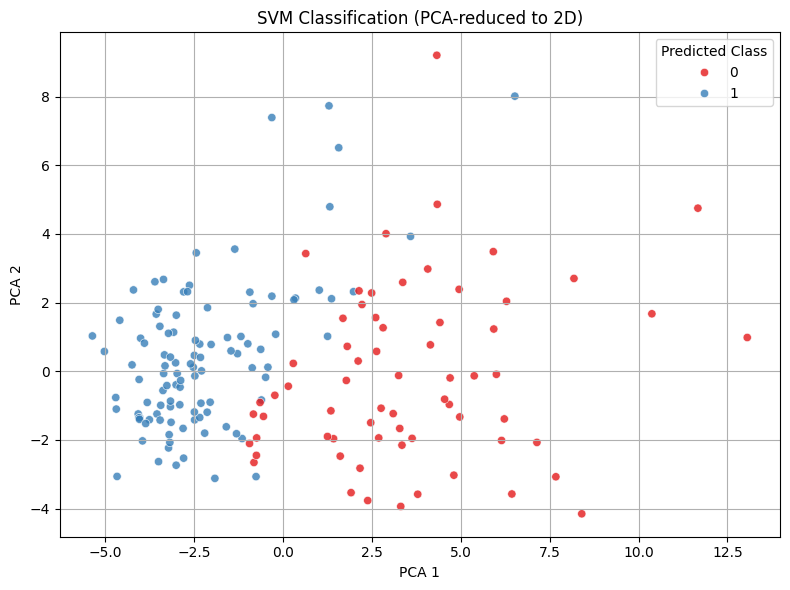 SVM Classification (PCA-reduced to 2D)
Predicted Class
0
1
PCA 2
8
6
4
2
0
−2
−4
−5.0 −2.5 0.0 2.5 5.0 7.5 10.0 12.5
PCA 1